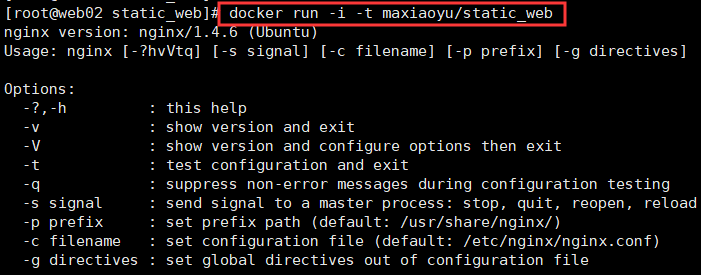 [root@web02 static_web]# docker run -i -t maxiaoyu/static_web
nginx version: nginx/1.4.6 (Ubuntu)
Usage: nginx [-?hvVtq] [-s signal] [-c filename] [-p prefix] [-g directives]
Options:
-?,-h : this help
-v : show version and exit
-V : show version and configure options then exit
-t : test configuration and exit
-q : suppress non-error messages during configuration testing
-s signal : send signal to a master process: stop, quit, reopen, reload
-p prefix : set prefix path (default: /usr/share/nginx/)
-c filename : set configuration file (default: /etc/nginx/nginx.conf)
-g directives : set global directives out of configuration file